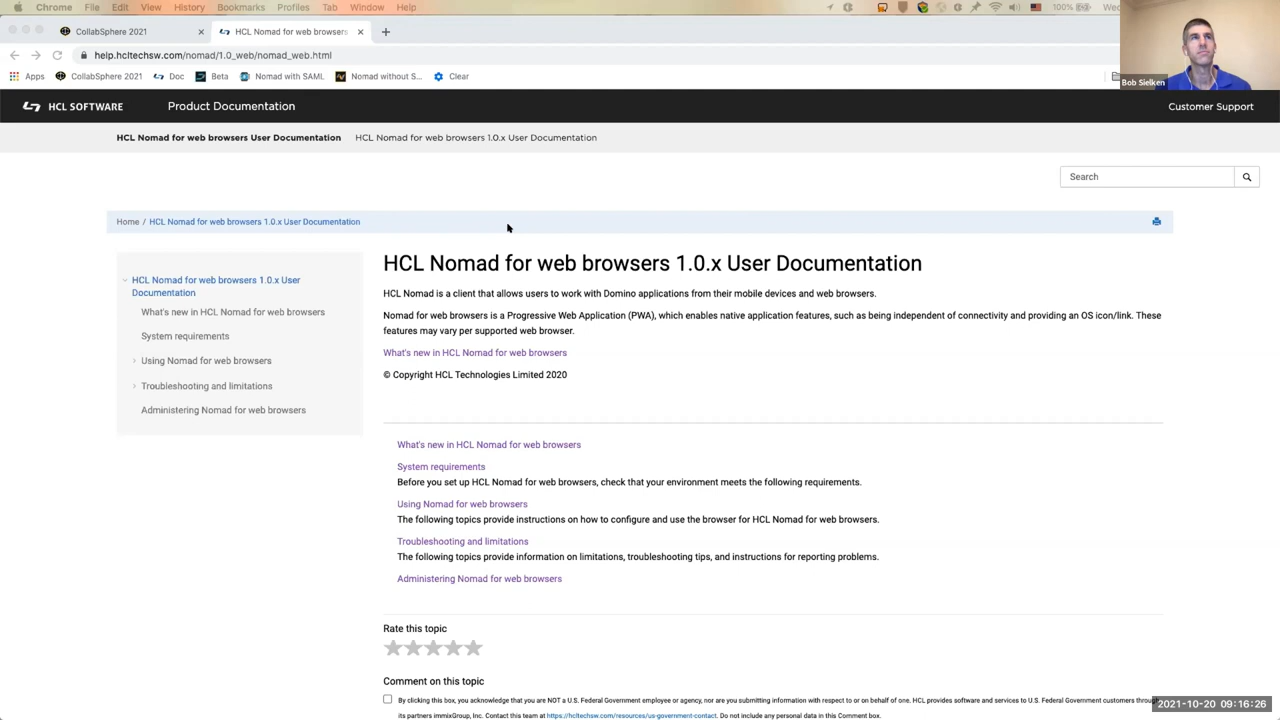 Chrome File Edit View History Bookmarks Profiles Tab Window Help 100% Wed
CollabSphere 2021 HCL Nomad for web browsers
help.hcltechsw.com/nomad/1.0_web/nomad_web.html
Apps CollabSphere 2021 Doc Beta Nomad with SAML Nomad without S... Clear
Bob Sielken
HCL SOFTWARE Product Documentation Customer Support
HCL Nomad for web browsers User Documentation HCL Nomad for web browsers 1.0.x User Documentation
Search
Home / HCL Nomad for web browsers 1.0.x User Documentation
HCL Nomad for web browsers 1.0.x User
Documentation
What's new in HCL Nomad for web browsers
System requirements
Using Nomad for web browsers
Troubleshooting and limitations
Administering Nomad for web browsers
HCL Nomad for web browsers 1.0.x User Documentation
HCL Nomad is a client that allows users to work with Domino applications from their mobile devices and web browsers.
Nomad for web browsers is a Progressive Web Application (PWA), which enables native application features, such as being independent of connectivity and providing an OS icon/link. These
features may vary per supported web browser.
What's new in HCL Nomad for web browsers
© Copyright HCL Technologies Limited 2020
What's new in HCL Nomad for web browsers
System requirements
Before you set up HCL Nomad for web browsers, check that your environment meets the following requirements.
Using Nomad for web browsers
The following topics provide instructions on how to configure and use the browser for HCL Nomad for web browsers.
Troubleshooting and limitations
The following topics provide information on limitations, troubleshooting tips, and instructions for reporting problems.
Administering Nomad for web browsers
Rate this topic
Comment on this topic
By clicking this box, you acknowledge that you are NOT a U.S. Federal Government employee or agency, nor are you submitting information with respect to or on behalf of one. HCL provides software and services to U.S. Federal Government customers through
its partners immixGroup, Inc. Contact this team at https://hcltechsw.com/resources/us-government-contact. Do not include any personal data in this Comment box.
2021-10-20 09:16:26